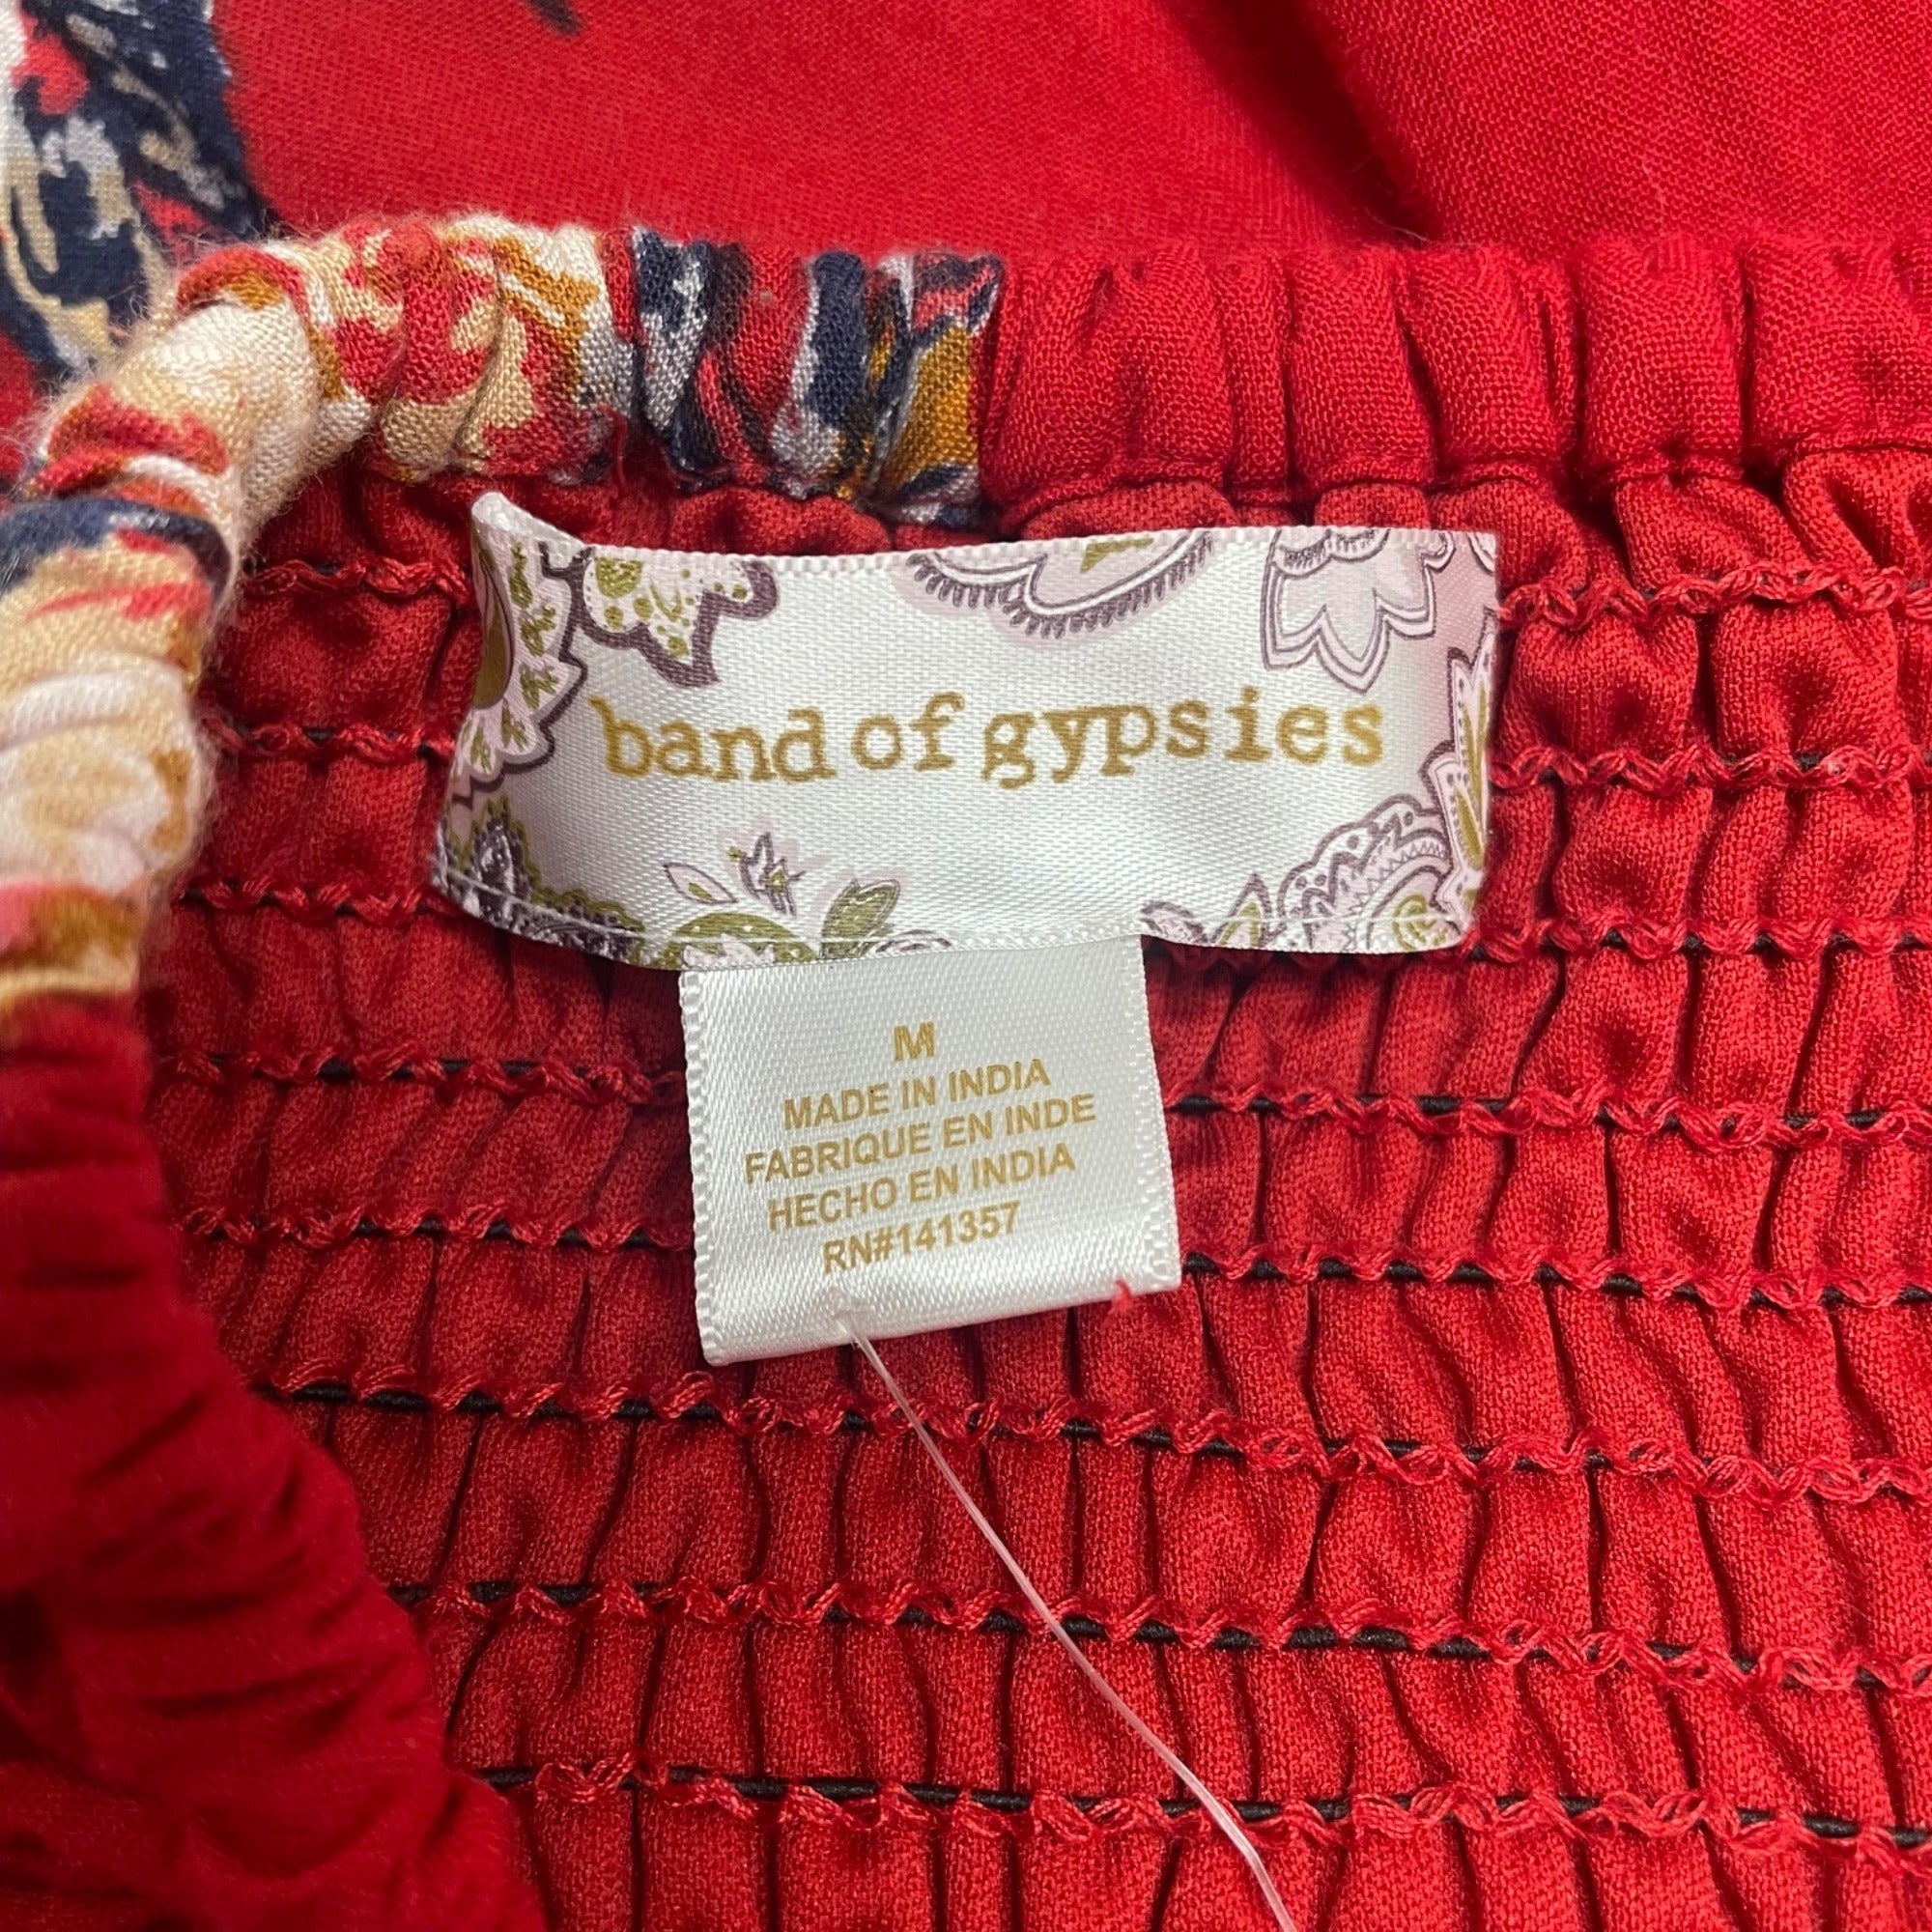 band of gypsies
M
MADE IN INDIA
FABRIQUE EN INDE
HECHO EN INDIA
RN#141357